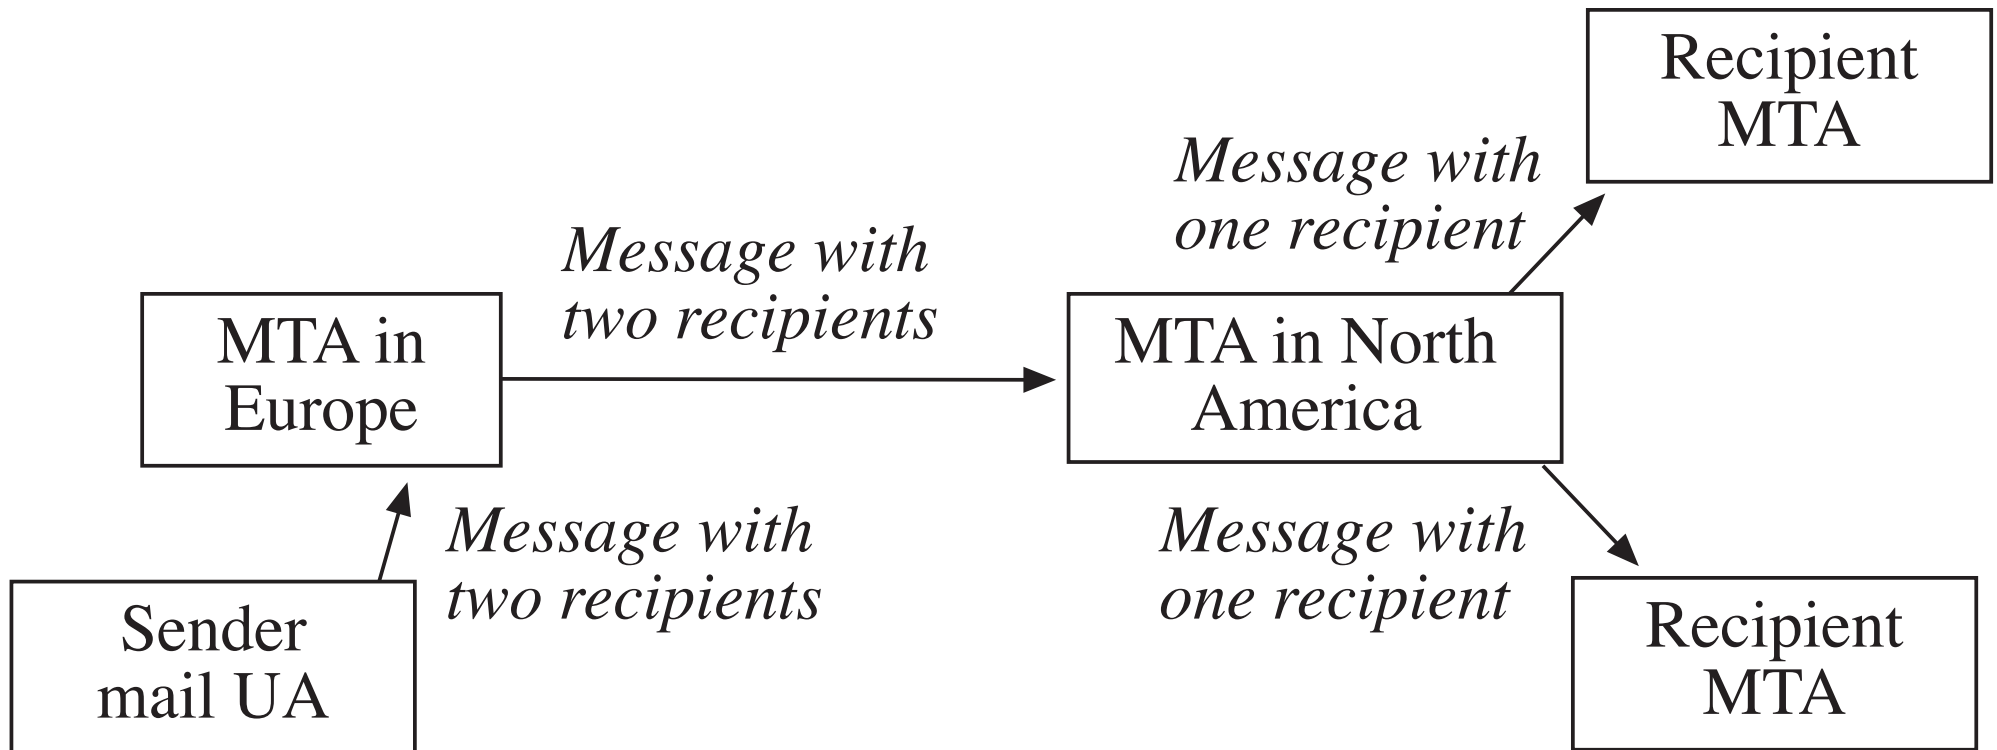 Recipient
MTA
Message with
one recipient
Message with
two recipients
MTA in
Europe
MTA in North
America
Message with
two recipients
Message with
one recipient
Sender
mail UA
Recipient
MTA